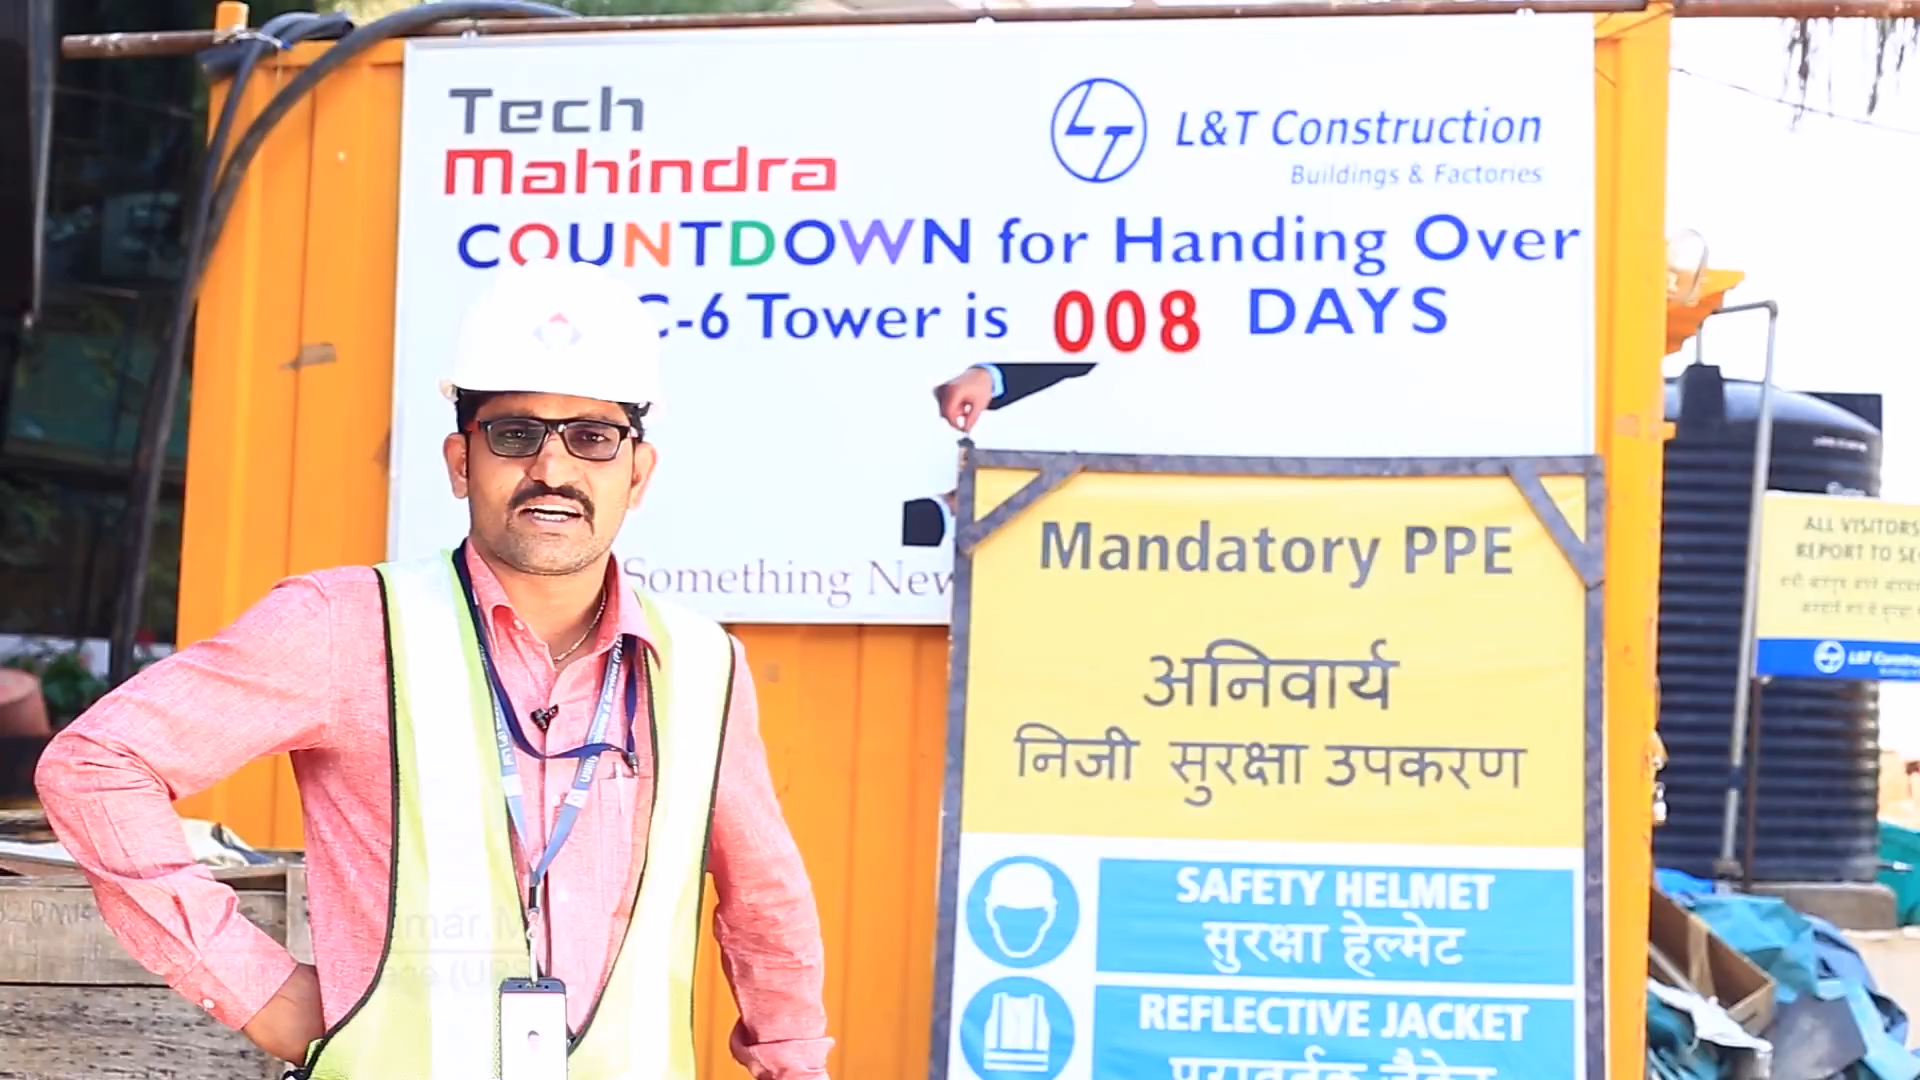 Tech
Mahindra
L&T Construction
Buildings & Factories
COUNTDOWN for Handing Over
C-6 Tower is 008 DAYS
Something New
Mandatory PPE
अनिवार्य
निजी सुरक्षा उपकरण
SAFETY HELMET
सुरक्षा हेल्मेट
REFLECTIVE JACKET
ALL VISITORS
REPORT TO
L&T